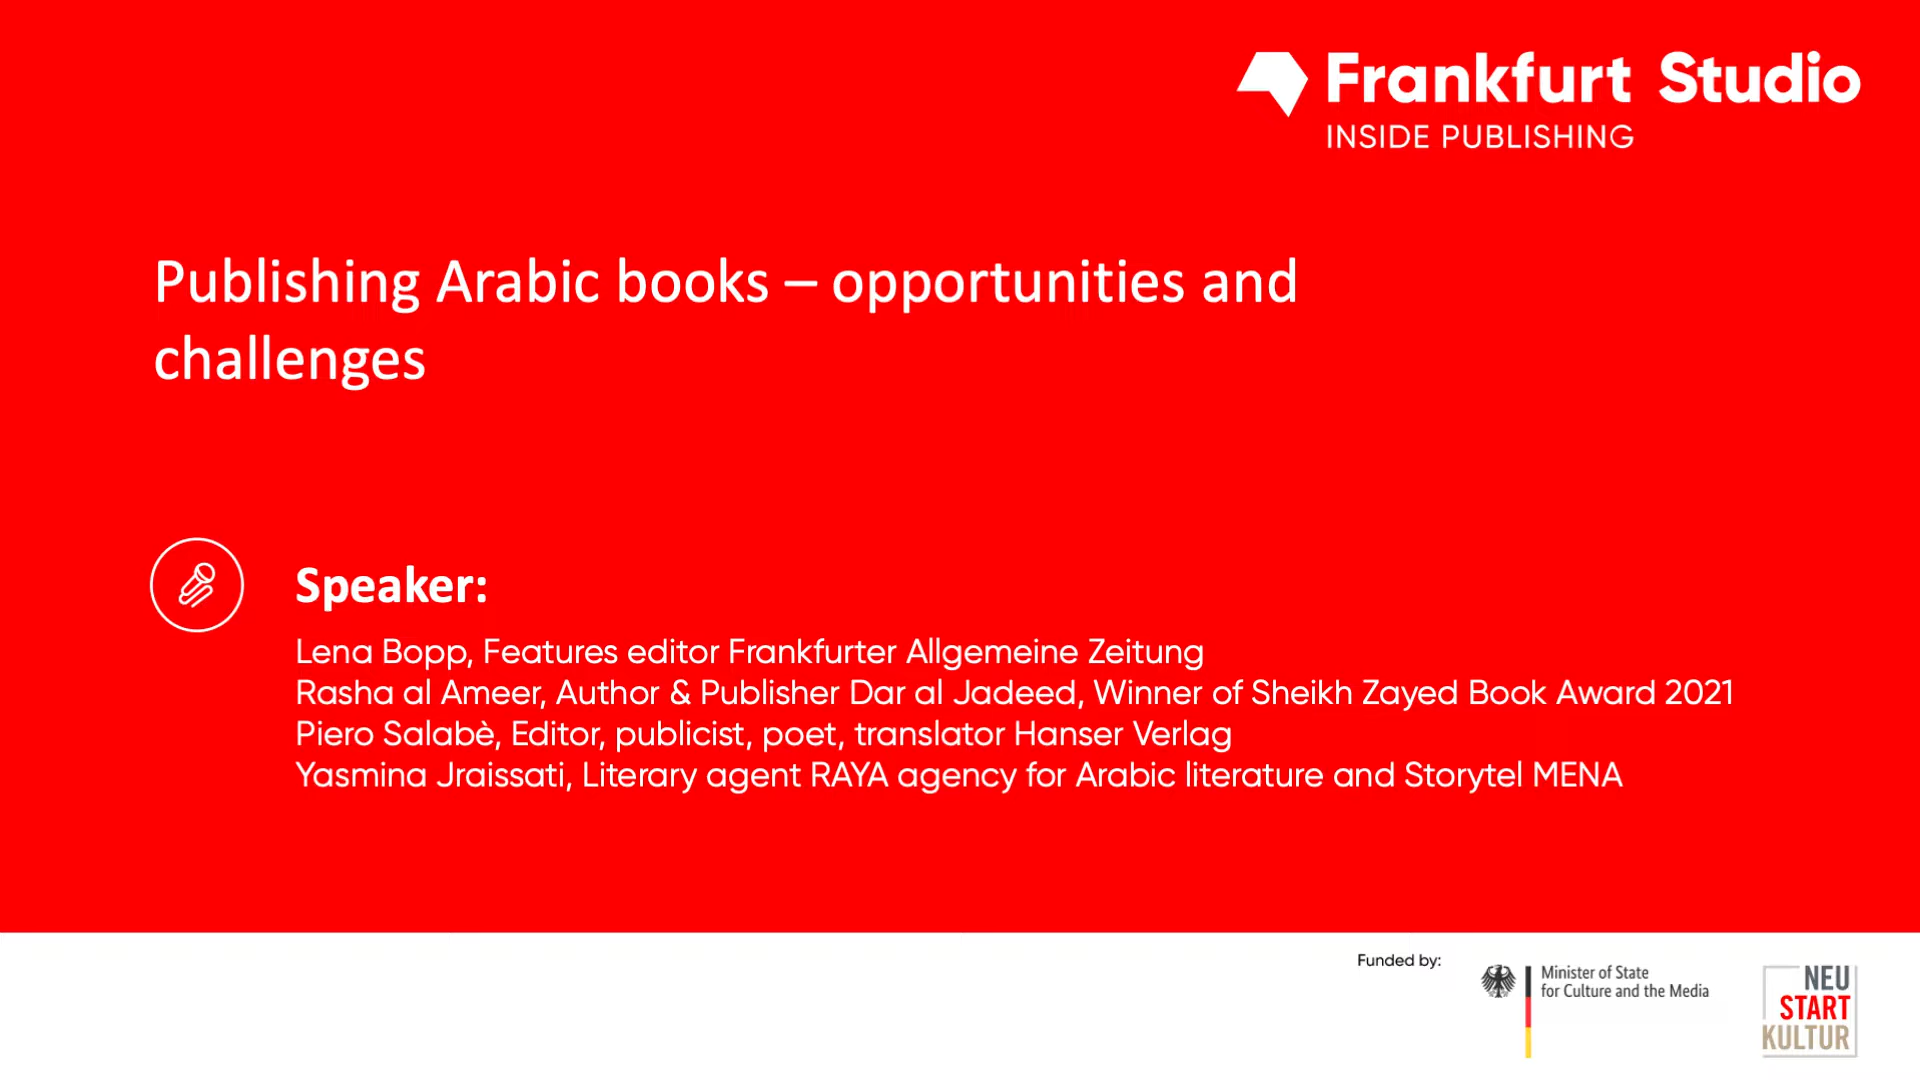 Frankfurt Studio
INSIDE PUBLISHING
Publishing Arabic books – opportunities and
challenges
Speaker:
Lena Bopp, Features editor Frankfurter Allgemeine Zeitung
Rasha al Ameer, Author & Publisher Dar al Jadeed, Winner of Sheikh Zayed Book Award 2021
Piero Salabè, Editor, publicist, poet, translator Hanser Verlag
Yasmina Jraissati, Literary agent RAYA agency for Arabic literature and Storytel MENA
Funded by:
Minister of State
for Culture and the Media
NEU
START
KULTUR